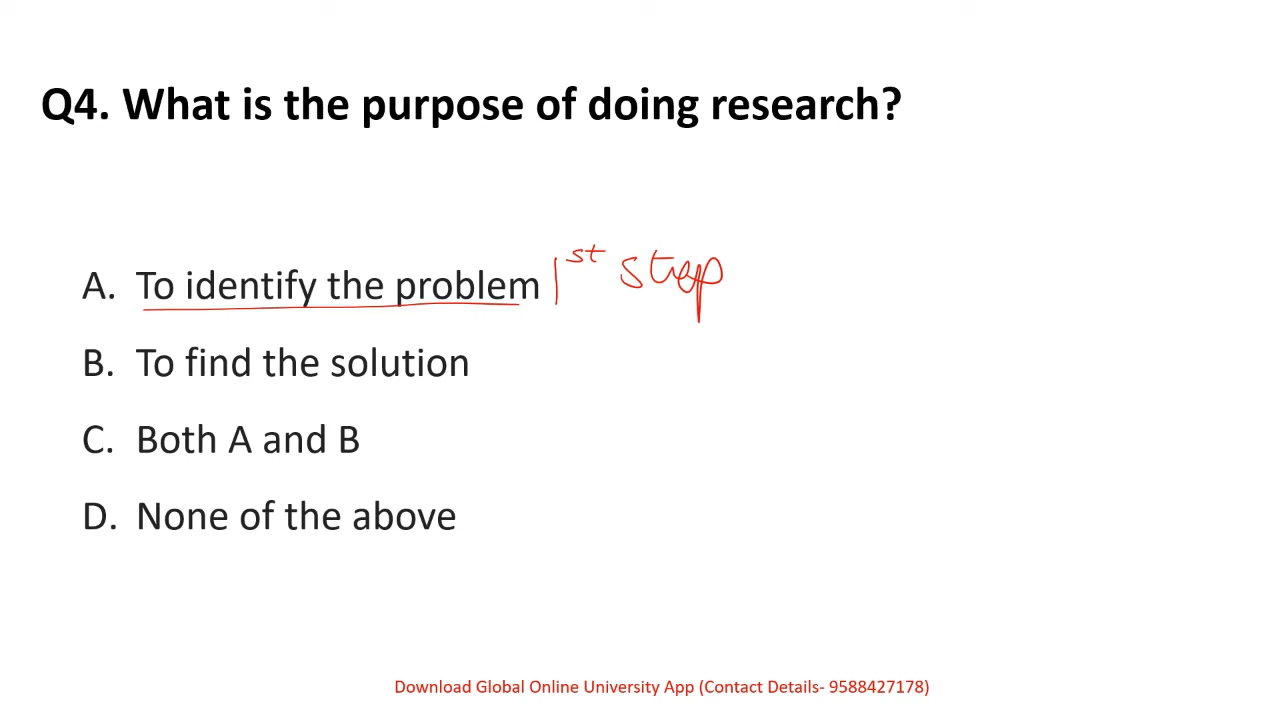 Q4. What is the purpose of doing research?
A. To identify the problem 1st step
B. To find the solution
C. Both A and B
D. None of the above
Download Global Online University App (Contact Details- 9588427178)